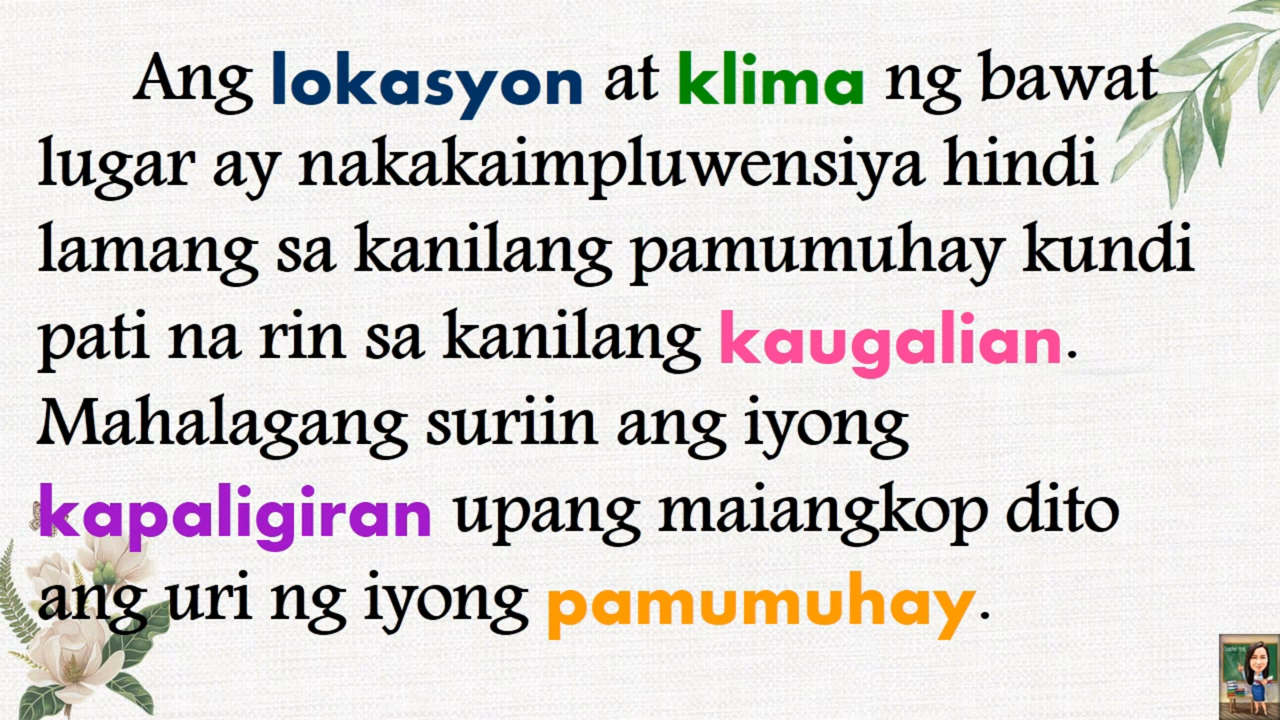 Ang lokasyon at klima ng bawat
lugar ay nakakaimpluwensiya hindi
lamang sa kanilang pamumuhay kundi
pati na rin sa kanilang kaugalian.
Mahalagang suriin ang iyong
kapaligiran upang maiangkop dito
ang uri ng iyong pamumuhay.